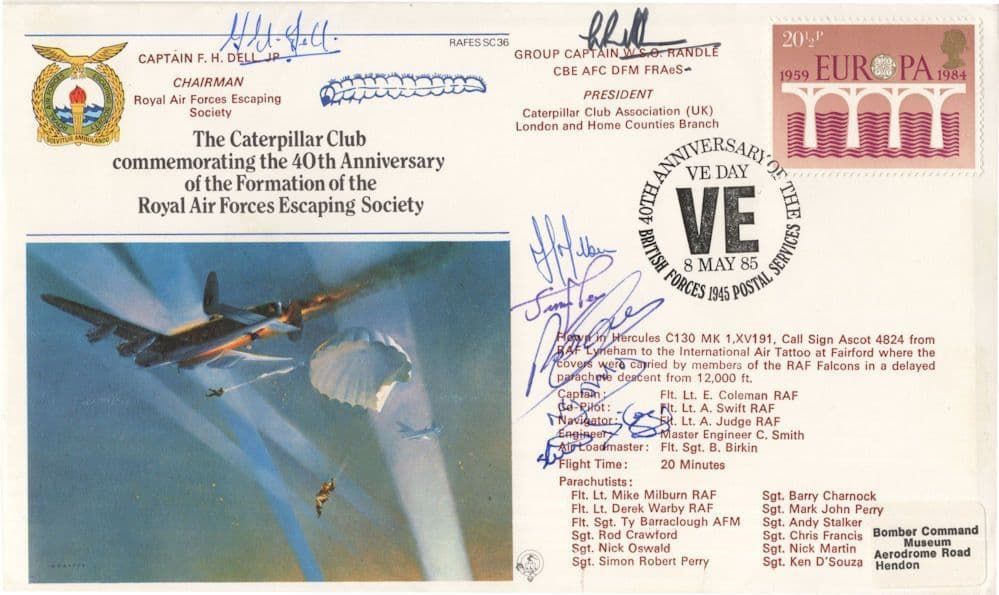 CAPTAIN F. H. DELL JP
CHAIRMAN
Royal Air Forces Escaping
Society
RAFES SC36
GROUP CAPTAIN W.S.O. RANDLE
CBE AFC DFM FRAeS
PRESIDENT
Caterpillar Club Association (UK)
London and Home Counties Branch
SOLVITUR AMBULANDO
The Caterpillar Club
commemorating the 40th Anniversary
of the Formation of the
Royal Air Forces Escaping Society
20½P
1959 EUROPA 1984
40TH ANNIVERSARY OF THE
VE DAY
VE
8 MAY 85
BRITISH FORCES 1945 POSTAL SERVICES
Flown in Hercules C130 MK 1,XV191, Call Sign Ascot 4824 from
RAF Lyneham to the International Air Tattoo at Fairford where the
covers were carried by members of the RAF Falcons in a delayed
parachute descent from 12,000 ft.
Captain: Flt. Lt. E. Coleman RAF
Co-Pilot: Flt. Lt. A. Swift RAF
Navigator: Flt. Lt. A. Judge RAF
Engineer: Master Engineer C. Smith
Air Loadmaster: Flt. Sgt. B. Birkin
Flight Time: 20 Minutes
Parachutists:
Flt. Lt. Mike Milburn RAF
Flt. Lt. Derek Warby RAF
Flt. Sgt. Ty Barraclough AFM
Sgt. Rod Crawford
Sgt. Nick Oswald
Sgt. Simon Robert Perry
Sgt. Barry Charnock
Sgt. Mark John Perry
Sgt. Andy Stalker
Sgt. Chris Francis
Sgt. Nick Martin
Sgt. Ken D'Souza
Bomber Command
Museum
Aerodrome Road
Hendon